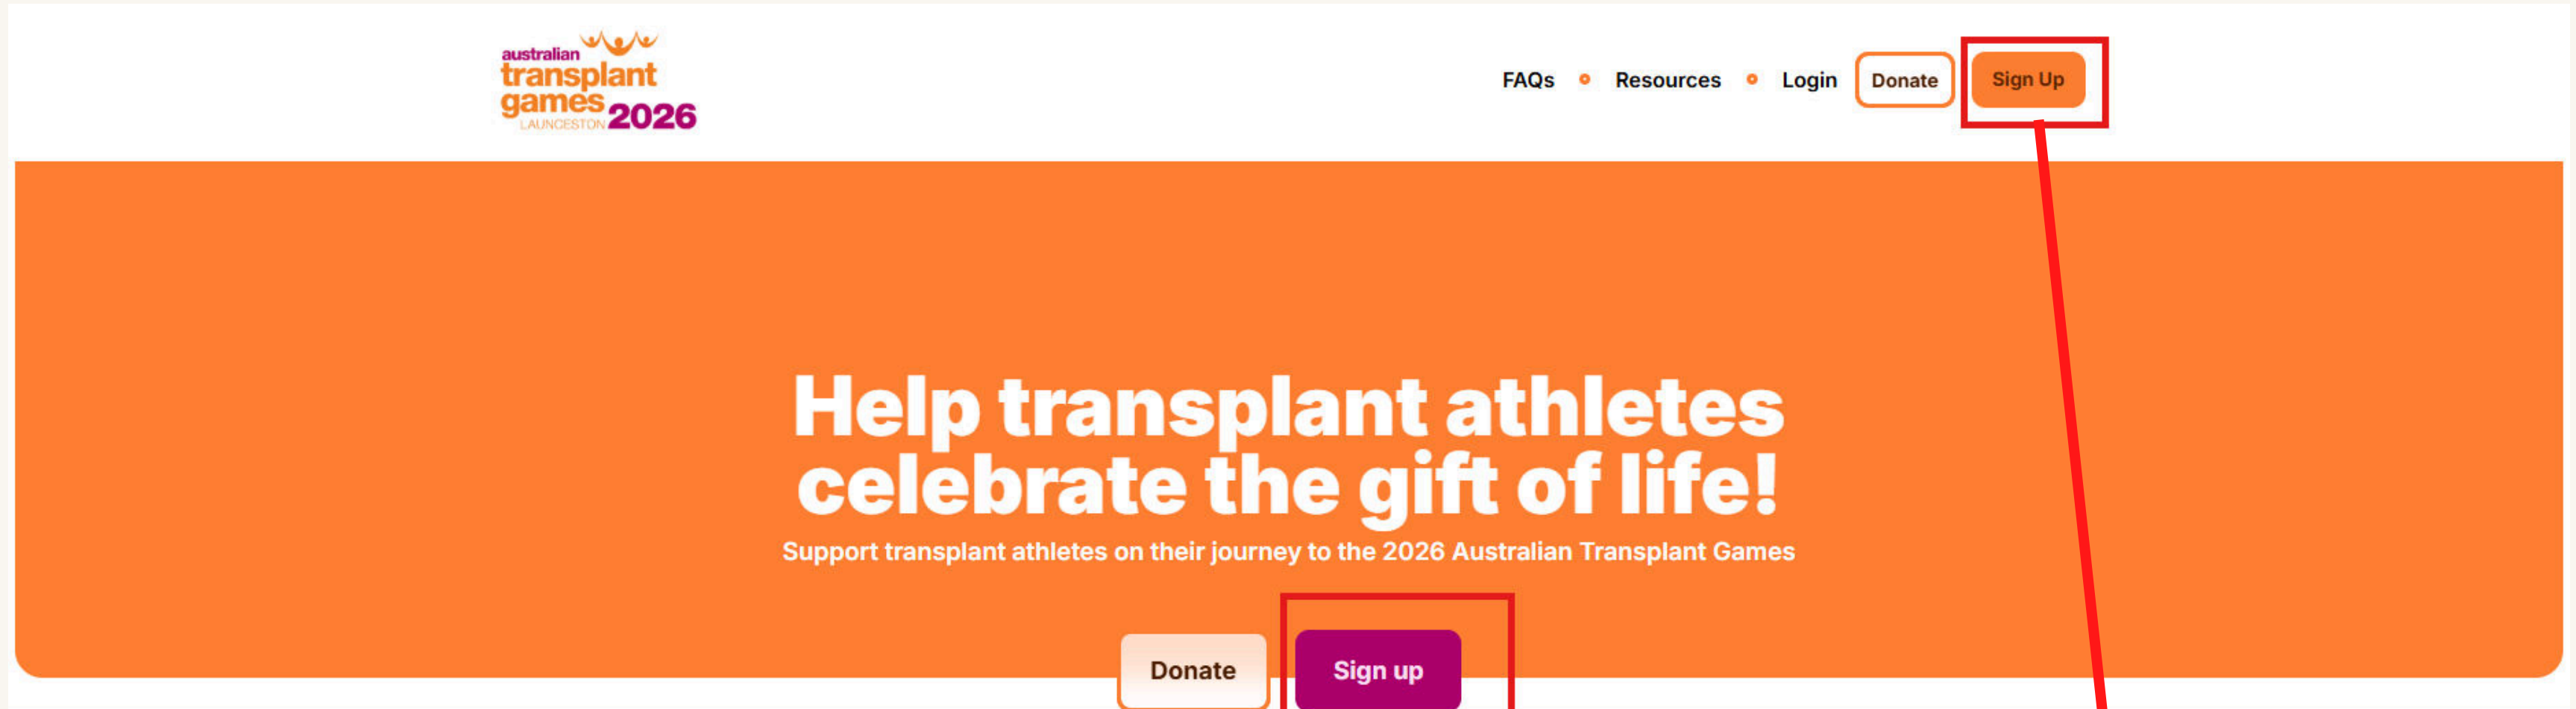 australian
transplant
games 2026
LAUNCESTON
FAQs Resources Login Donate Sign Up
Help transplant athletes
celebrate the gift of life!
Support transplant athletes on their journey to the 2026 Australian Transplant Games
Donate Sign up